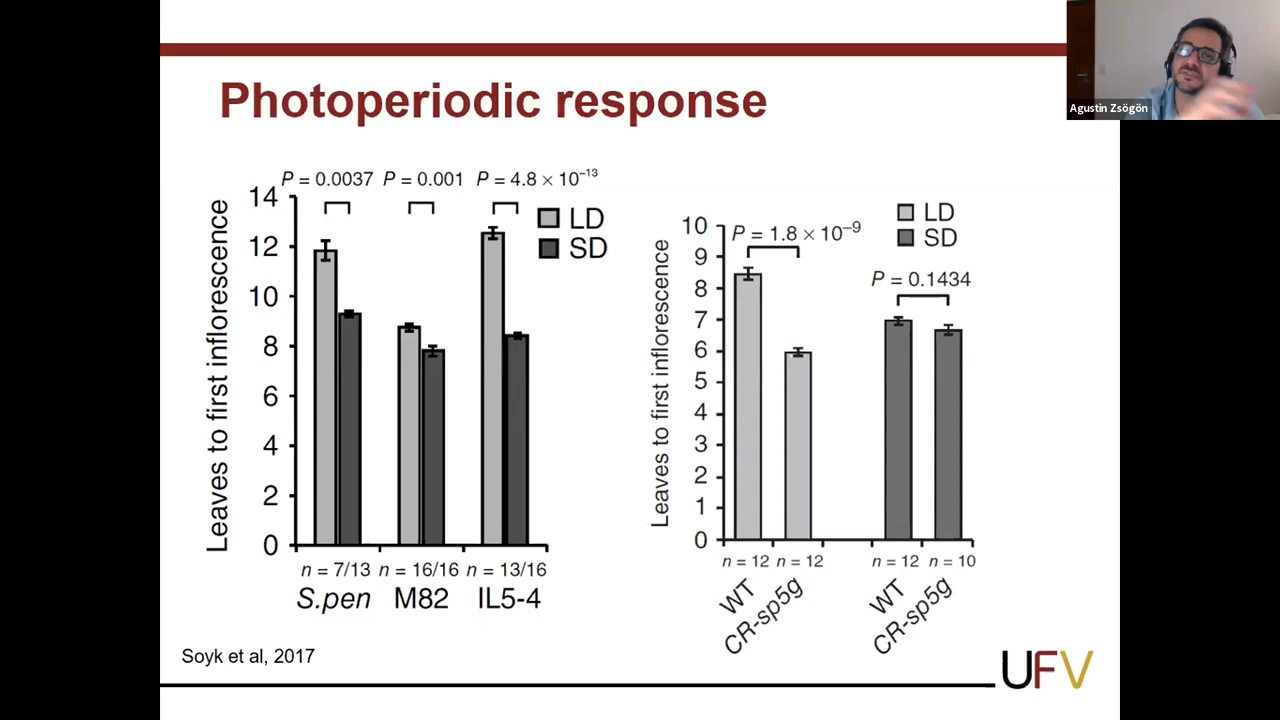 Photoperiodic response
Agustin Zsögön
P = 0.0037 P = 0.001 P = 4.8 × 10⁻¹³
LD
SD
Leaves to first inflorescence
14
12
10
8
6
4
2
0
n = 7/13 n = 16/16 n = 13/16
S.pen M82 IL5-4
LD
SD
P = 1.8 × 10⁻⁹
P = 0.1434
Leaves to first inflorescence
10
9
8
7
6
5
4
3
2
1
0
n = 12 n = 12 n = 12 n = 10
WT CR-sp5g WT CR-sp5g
Soyk et al, 2017
UFV